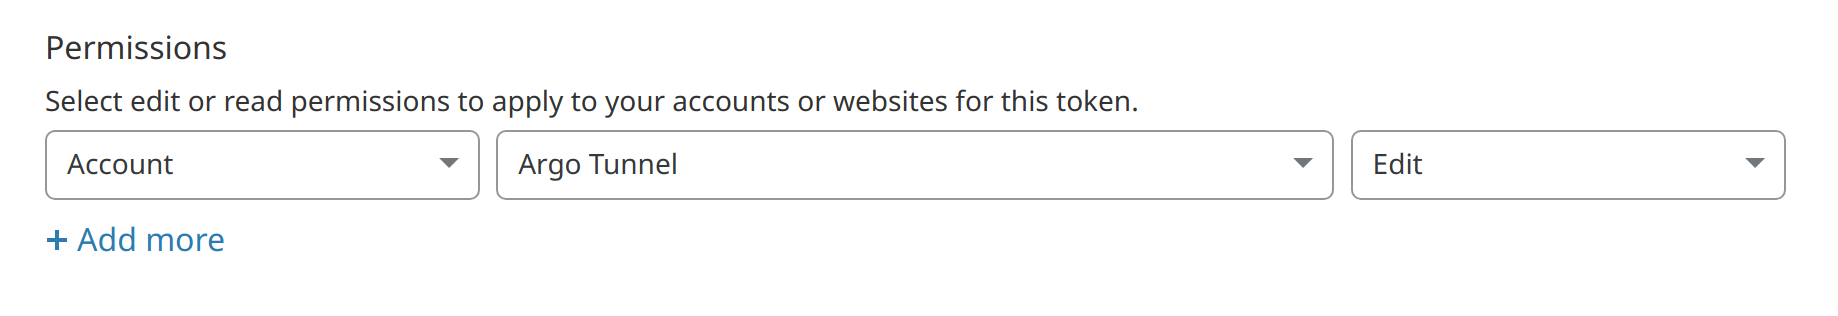 Permissions
Select edit or read permissions to apply to your accounts or websites for this token.
Account Argo Tunnel Edit
+ Add more